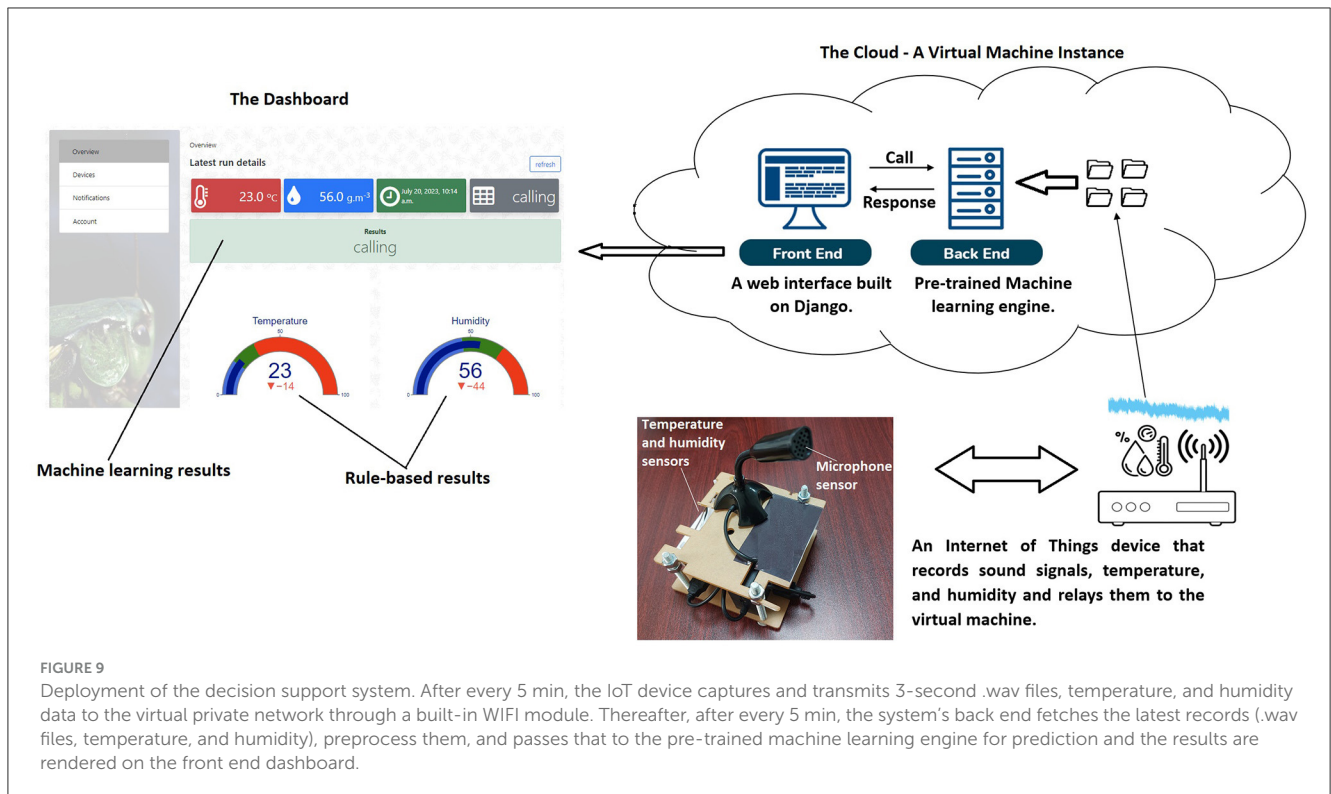 The Cloud - A Virtual Machine Instance
The Dashboard
Overview
Devices
Notifications
Account
Overview
Latest run details
refresh
23.0 °C
56.0 g.m⁻³
July 20, 2023, 10:14
a.m.
calling
Results
calling
Temperature
50
0
23
▼−14
100
Humidity
50
0
56
▼−44
100
Machine learning results
Rule-based results
Call
Response
Front End
Back End
A web interface built
on Django.
Pre-trained Machine
learning engine.
Temperature
and humidity
sensors
Microphone
sensor
%
An Internet of Things device that
records sound signals, temperature,
and humidity and relays them to the
virtual machine.
FIGURE 9
Deployment of the decision support system. After every 5 min, the IoT device captures and transmits 3-second .wav files, temperature, and humidity
data to the virtual private network through a built-in WIFI module. Thereafter, after every 5 min, the system's back end fetches the latest records (.wav
files, temperature, and humidity), preprocess them, and passes that to the pre-trained machine learning engine for prediction and the results are
rendered on the front end dashboard.